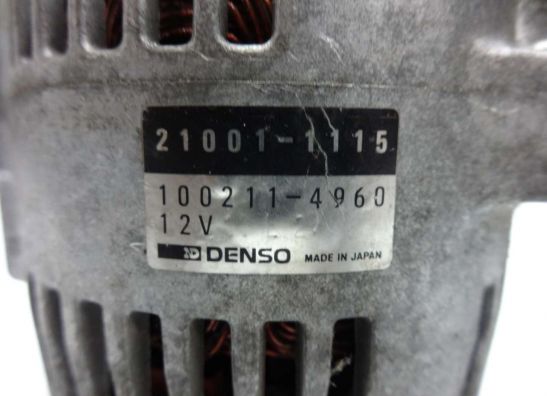 21001-1115
100211-4960
12V
DENSO MADE IN JAPAN